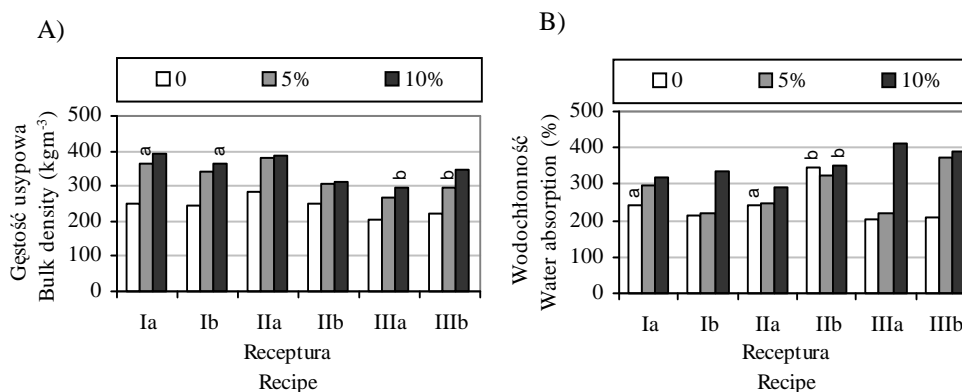 A)
0 5% 10%
Gęstość usypowa
Bulk density (kgm-3)
500
400
300
200
100
0
a a b b
Ia Ib IIa IIb IIIa IIIb
Receptura
Recipe
B)
0 5% 10%
Wodochłonność
Water absorption (%)
500
400
300
200
100
0
a a b b
Ia Ib IIa IIb IIIa IIIb
Receptura
Recipe